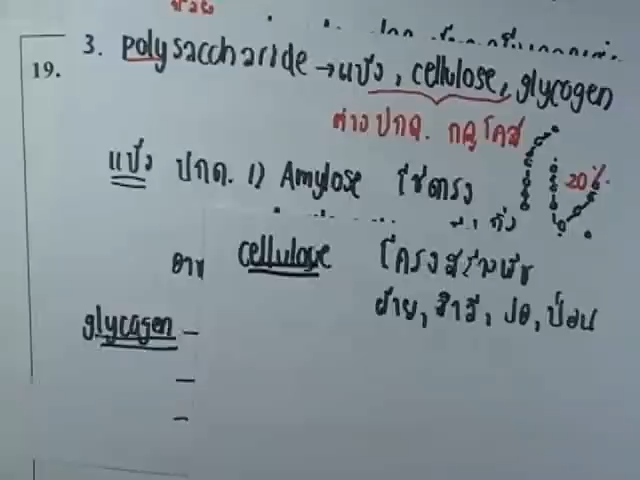 3. polysaccharide → แป้ง, cellulose, glycogen
19.
ต่าง ปกด. กลูโคส
แป้ง ปกด. 1) Amylose โซ่ตรง
20%
กิ่ง
cellulose โครงสร้างพืช
ฝ้าย, สำลี, ปอ, ป่าน
glycogen –
–
–